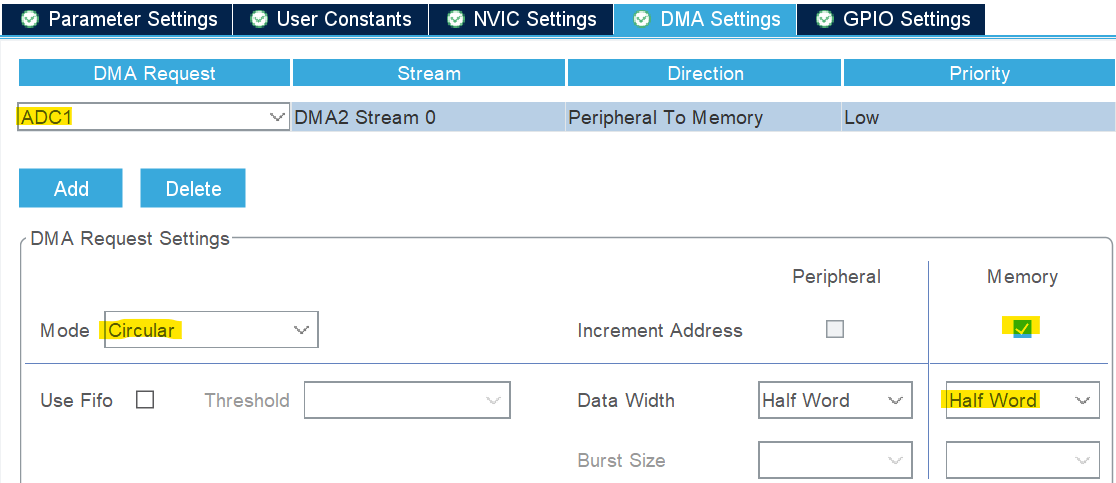 Parameter Settings User Constants NVIC Settings DMA Settings GPIO Settings
DMA Request Stream Direction Priority
ADC1 DMA2 Stream 0 Peripheral To Memory Low
Add Delete
DMA Request Settings
Peripheral Memory
Mode Circular Increment Address
Use Fifo Threshold Data Width Half Word Half Word
Burst Size